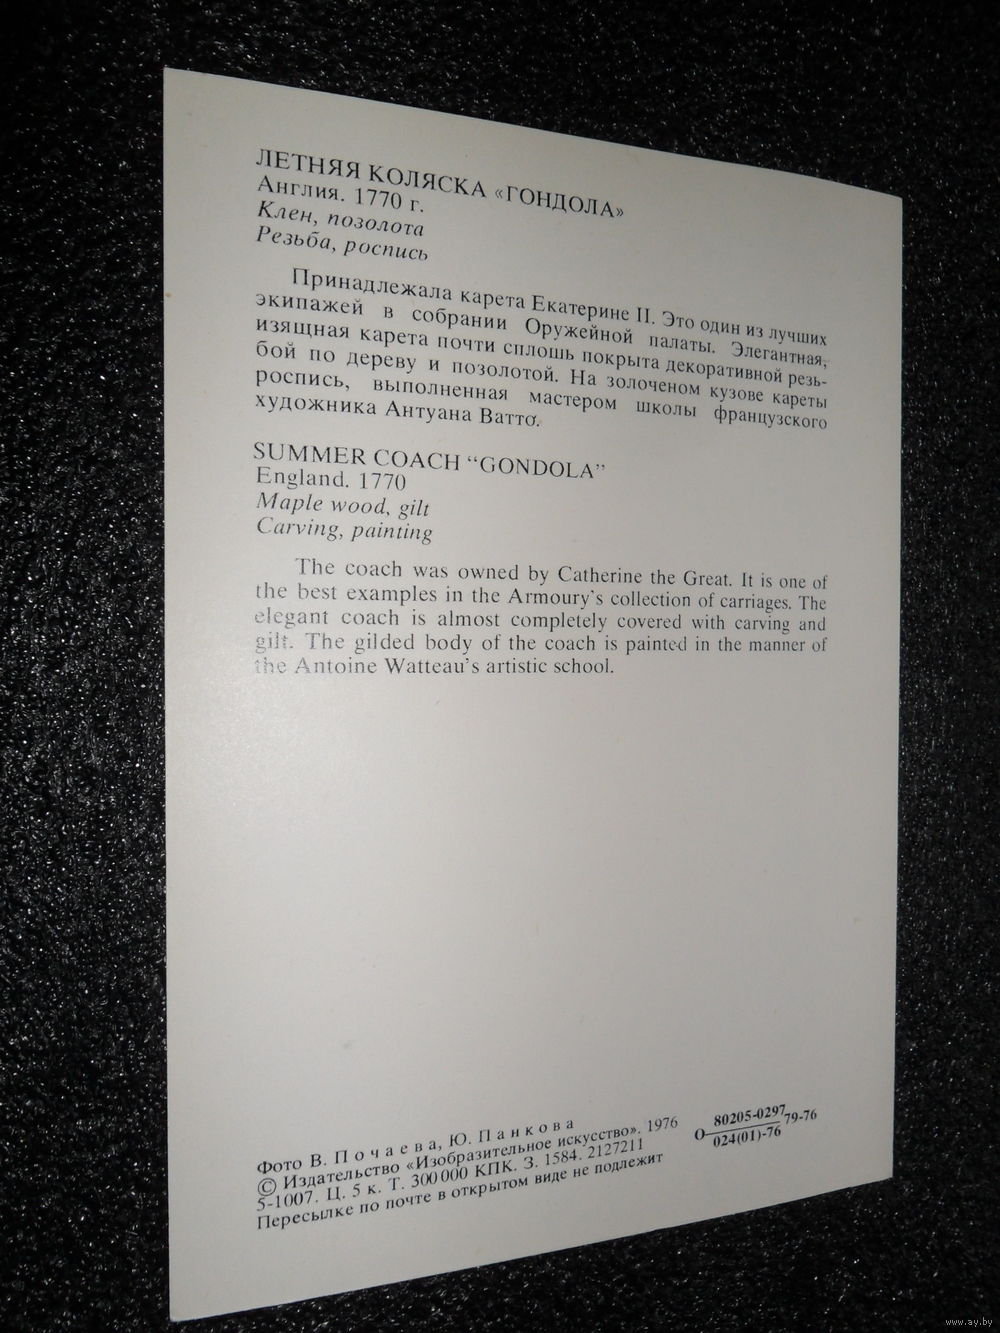 ЛЕТНЯЯ КОЛЯСКА «ГОНДОЛА»
Англия. 1770 г.
Клен, позолота
Резьба, роспись
Принадлежала карета Екатерине II. Это один из лучших
экипажей в собрании Оружейной палаты. Элегантная,
изящная карета почти сплошь покрыта декоративной резь-
бой по дереву и позолотой. На золоченом кузове кареты
роспись, выполненная мастером школы французского
художника Антуана Ватто.
SUMMER COACH “GONDOLA”
England. 1770
Maple wood, gilt
Carving, painting
The coach was owned by Catherine the Great. It is one of
the best examples in the Armoury’s collection of carriages. The
elegant coach is almost completely covered with carving and
gilt. The gilded body of the coach is painted in the manner of
the Antoine Watteau’s artistic school.
Фото В. Почаева, Ю. Панкова
© Издательство «Изобразительное искусство». 1976
5-1007. Ц. 5 к. Т. 300 000 КПК. З. 1584. 2127211
Пересылке по почте в открытом виде не подлежит
80205-0297
О 79-76
024(01)-76
www.ay.by